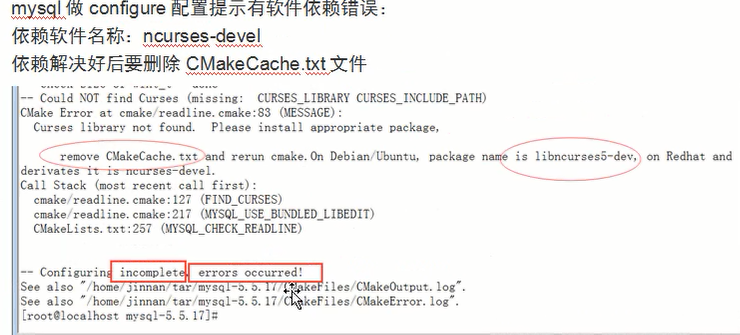 mysql 做 configure 配置提示有软件依赖错误：
依赖软件名称：ncurses-devel
依赖解决好后要删除 CMakeCache.txt 文件
-- Could NOT find Curses (missing:  CURSES_LIBRARY CURSES_INCLUDE_PATH)
CMake Error at cmake/readline.cmake:83 (MESSAGE):
  Curses library not found.  Please install appropriate package,
      remove CMakeCache.txt and rerun cmake.On Debian/Ubuntu, package name is libncurses5-dev, on Redhat and
derivates it is ncurses-devel.
Call Stack (most recent call first):
  cmake/readline.cmake:127 (FIND_CURSES)
  cmake/readline.cmake:217 (MYSQL_USE_BUNDLED_LIBEDIT)
  CMakeLists.txt:257 (MYSQL_CHECK_READLINE)
-- Configuring incomplete, errors occurred!
See also "/home/jinnan/tar/mysql-5.5.17/CMakeFiles/CMakeOutput.log".
See also "/home/jinnan/tar/mysql-5.5.17/CMakeFiles/CMakeError.log".
[root@localhost mysql-5.5.17]#